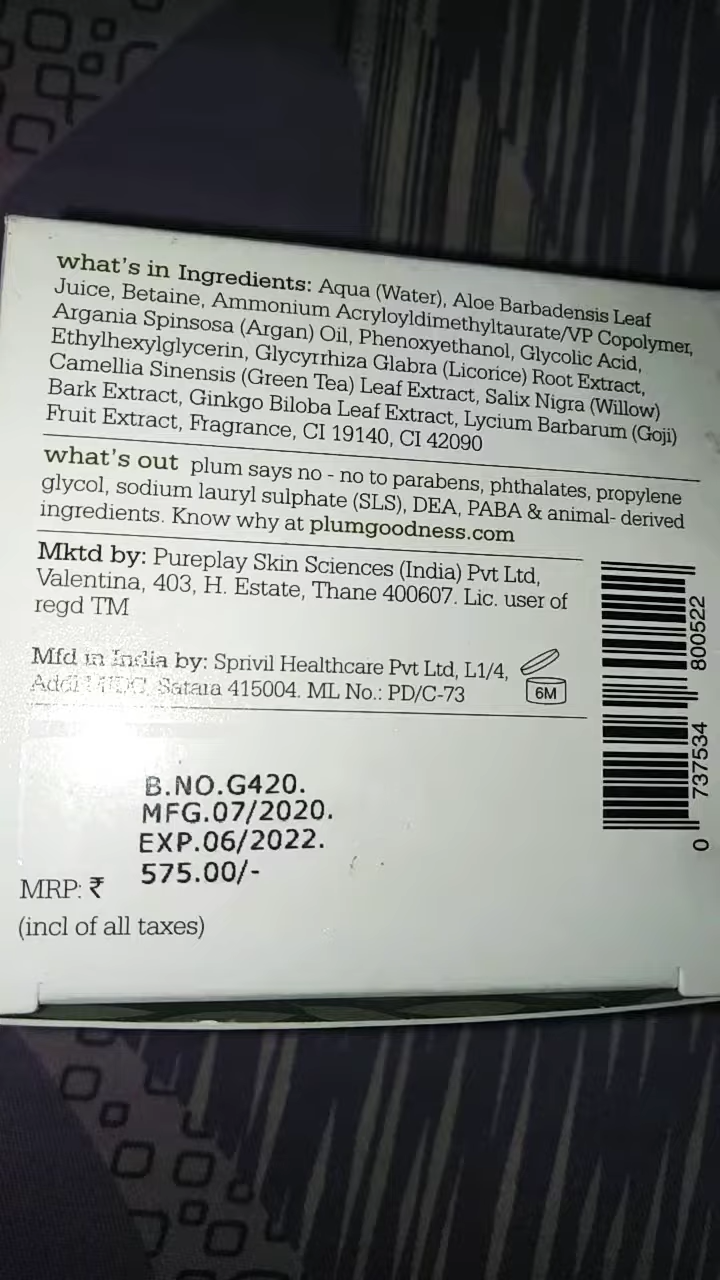 what's in Ingredients: Aqua (Water), Aloe Barbadensis Leaf
Juice, Betaine, Ammonium Acryloyldimethyltaurate/VP Copolymer,
Argania Spinsosa (Argan) Oil, Phenoxyethanol, Glycolic Acid,
Ethylhexylglycerin, Glycyrrhiza Glabra (Licorice) Root Extract,
Camellia Sinensis (Green Tea) Leaf Extract, Salix Nigra (Willow)
Bark Extract, Ginkgo Biloba Leaf Extract, Lycium Barbarum (Goji)
Fruit Extract, Fragrance, CI 19140, CI 42090
what's out plum says no - no to parabens, phthalates, propylene
glycol, sodium lauryl sulphate (SLS), DEA, PABA & animal- derived
ingredients. Know why at plumgoodness.com
Mktd by: Pureplay Skin Sciences (India) Pvt Ltd,
Valentina, 403, H. Estate, Thane 400607. Lic. user of
regd TM
Mfd in India by: Sprivil Healthcare Pvt Ltd, L1/4,
Addl MIDC, Satara 415004. ML No.: PD/C-73
6M
0 737534 800522
B.NO.G420.
MFG.07/2020.
EXP.06/2022.
MRP: ₹ 575.00/-
(incl of all taxes)